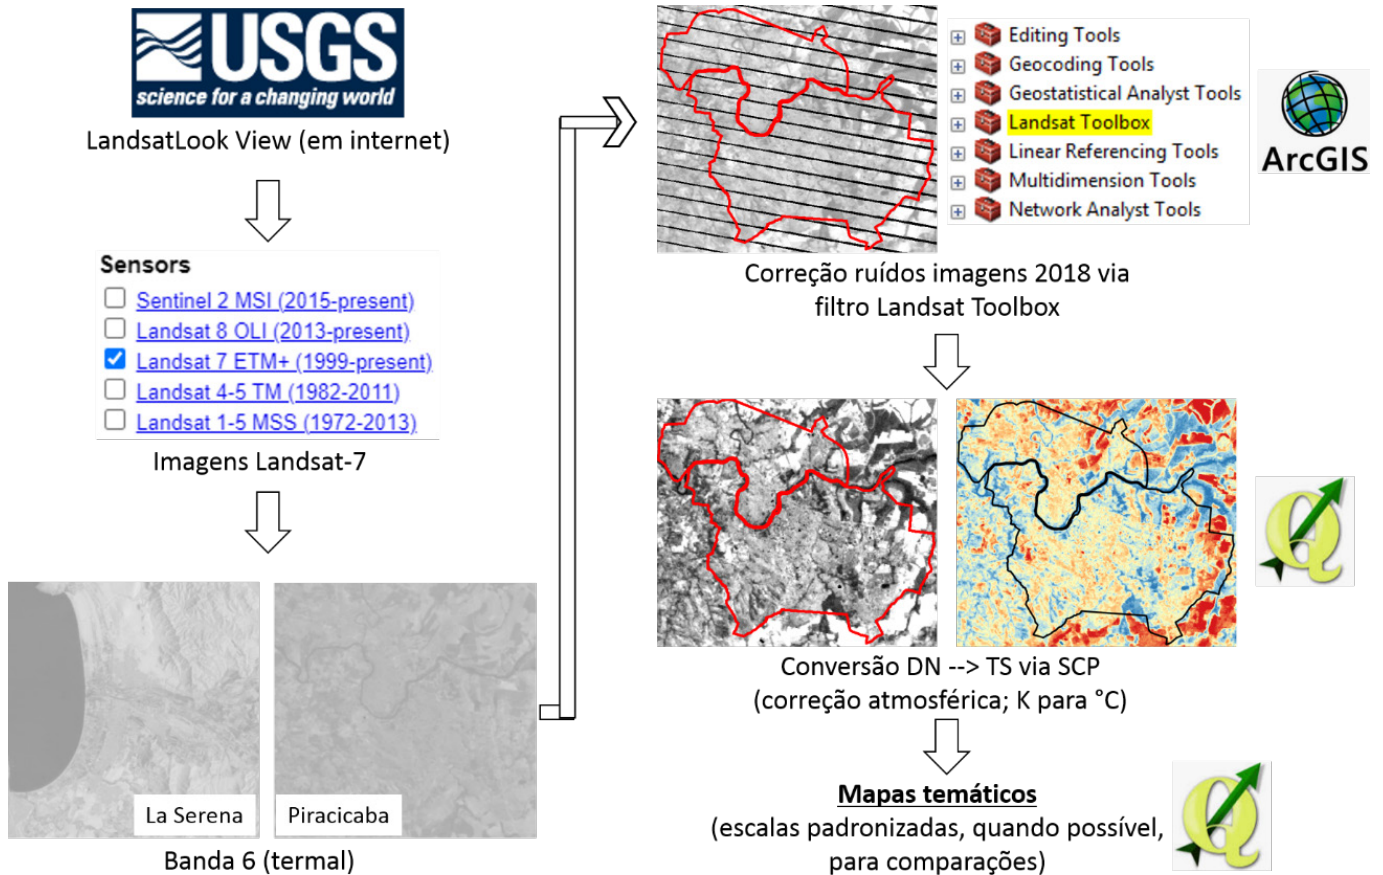 USGS
science for a changing world
LandsatLook View (em internet)
Sensors
Sentinel 2 MSI (2015-present)
Landsat 8 OLI (2013-present)
Landsat 7 ETM+ (1999-present)
Landsat 4-5 TM (1982-2011)
Landsat 1-5 MSS (1972-2013)
Imagens Landsat-7
La Serena
Piracicaba
Banda 6 (termal)
Editing Tools
Geocoding Tools
Geostatistical Analyst Tools
Landsat Toolbox
Linear Referencing Tools
Multidimension Tools
Network Analyst Tools
ArcGIS
Correção ruídos imagens 2018 via
filtro Landsat Toolbox
Conversão DN --> TS via SCP
(correção atmosférica; K para °C)
Mapas temáticos
(escalas padronizadas, quando possível,
para comparações)